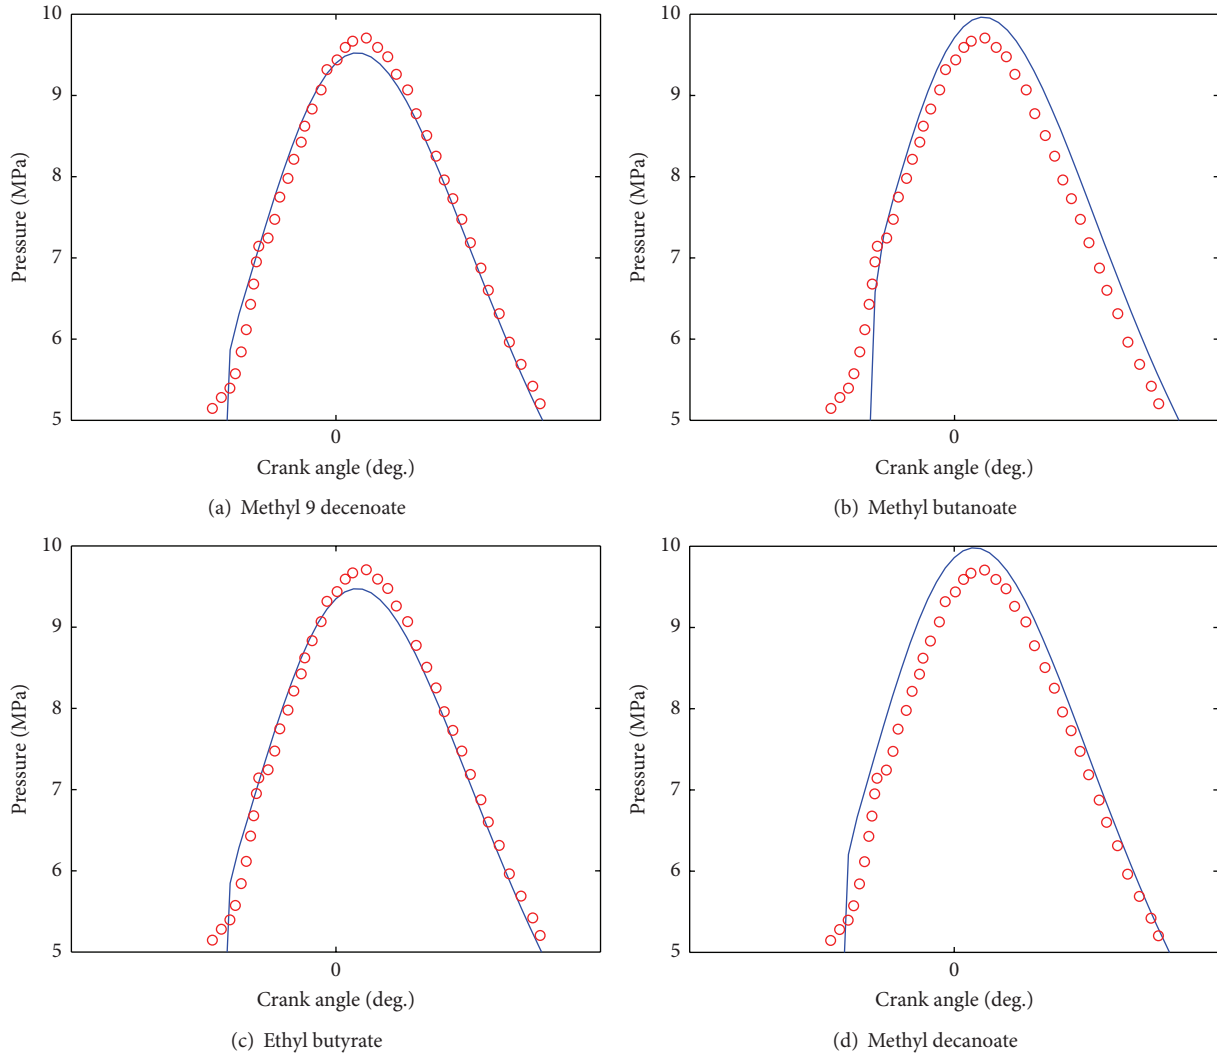 10
9
8
7
6
5
Pressure (MPa)
0
Crank angle (deg.)
(a) Methyl 9 decenoate
10
9
8
7
6
5
Pressure (MPa)
0
Crank angle (deg.)
(b) Methyl butanoate
10
9
8
7
6
5
Pressure (MPa)
0
Crank angle (deg.)
(c) Ethyl butyrate
10
9
8
7
6
5
Pressure (MPa)
0
Crank angle (deg.)
(d) Methyl decanoate